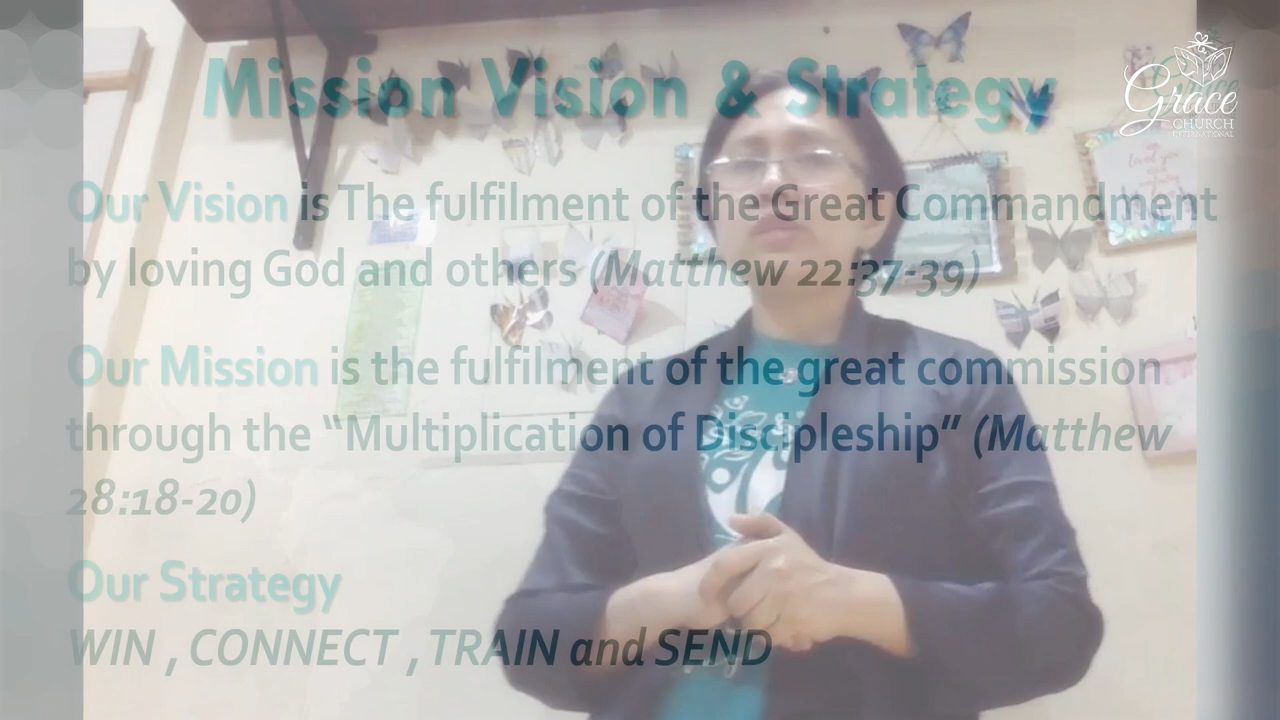 Mission Vision & Strategy
Grace
CHURCH
INTERNATIONAL
Our Vision is The fulfilment of the Great Commandment
by loving God and others (Matthew 22:37-39)
Our Mission is the fulfilment of the great commission
through the “Multiplication of Discipleship” (Matthew
28:18-20)
Our Strategy
WIN , CONNECT , TRAIN and SEND